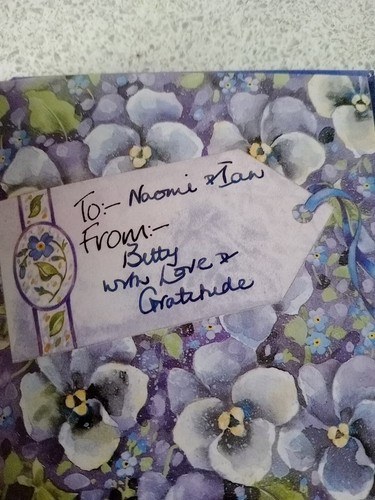 To:- Naomi & Ian
From:-
Betty
with Love &
Gratitude